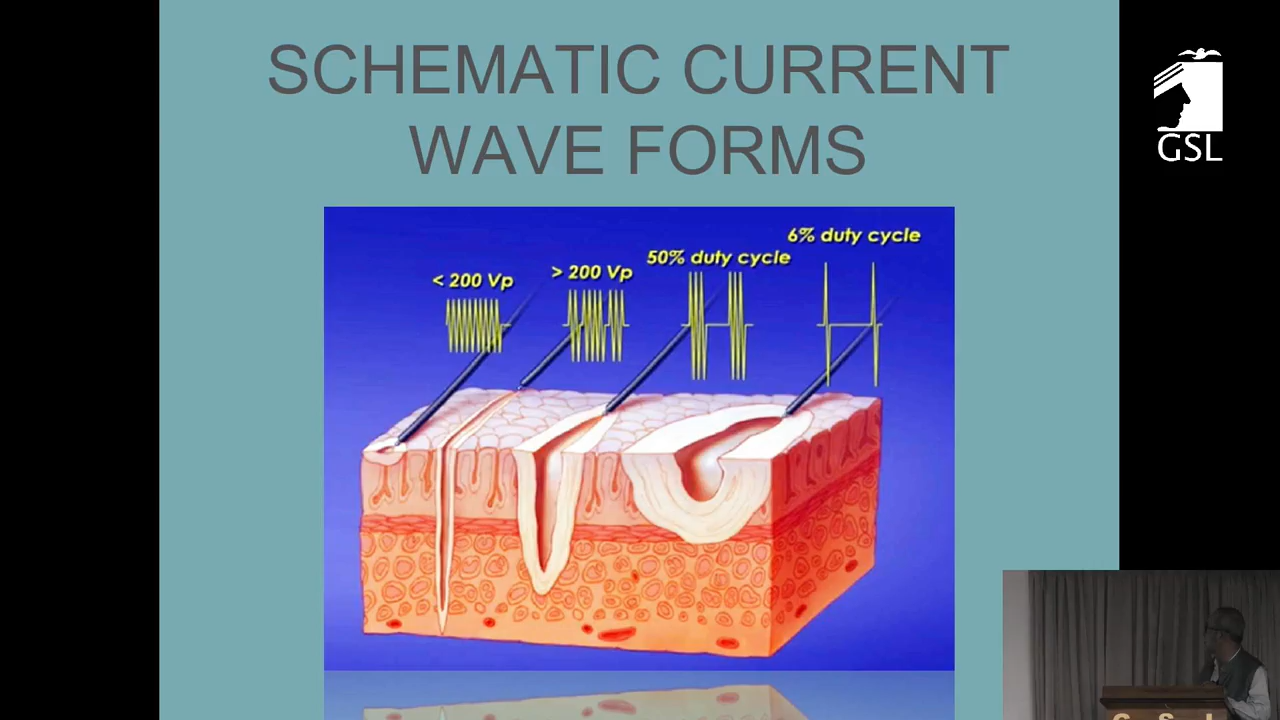 SCHEMATIC CURRENT
WAVE FORMS
GSL
6% duty cycle
50% duty cycle
> 200 Vp
< 200 Vp